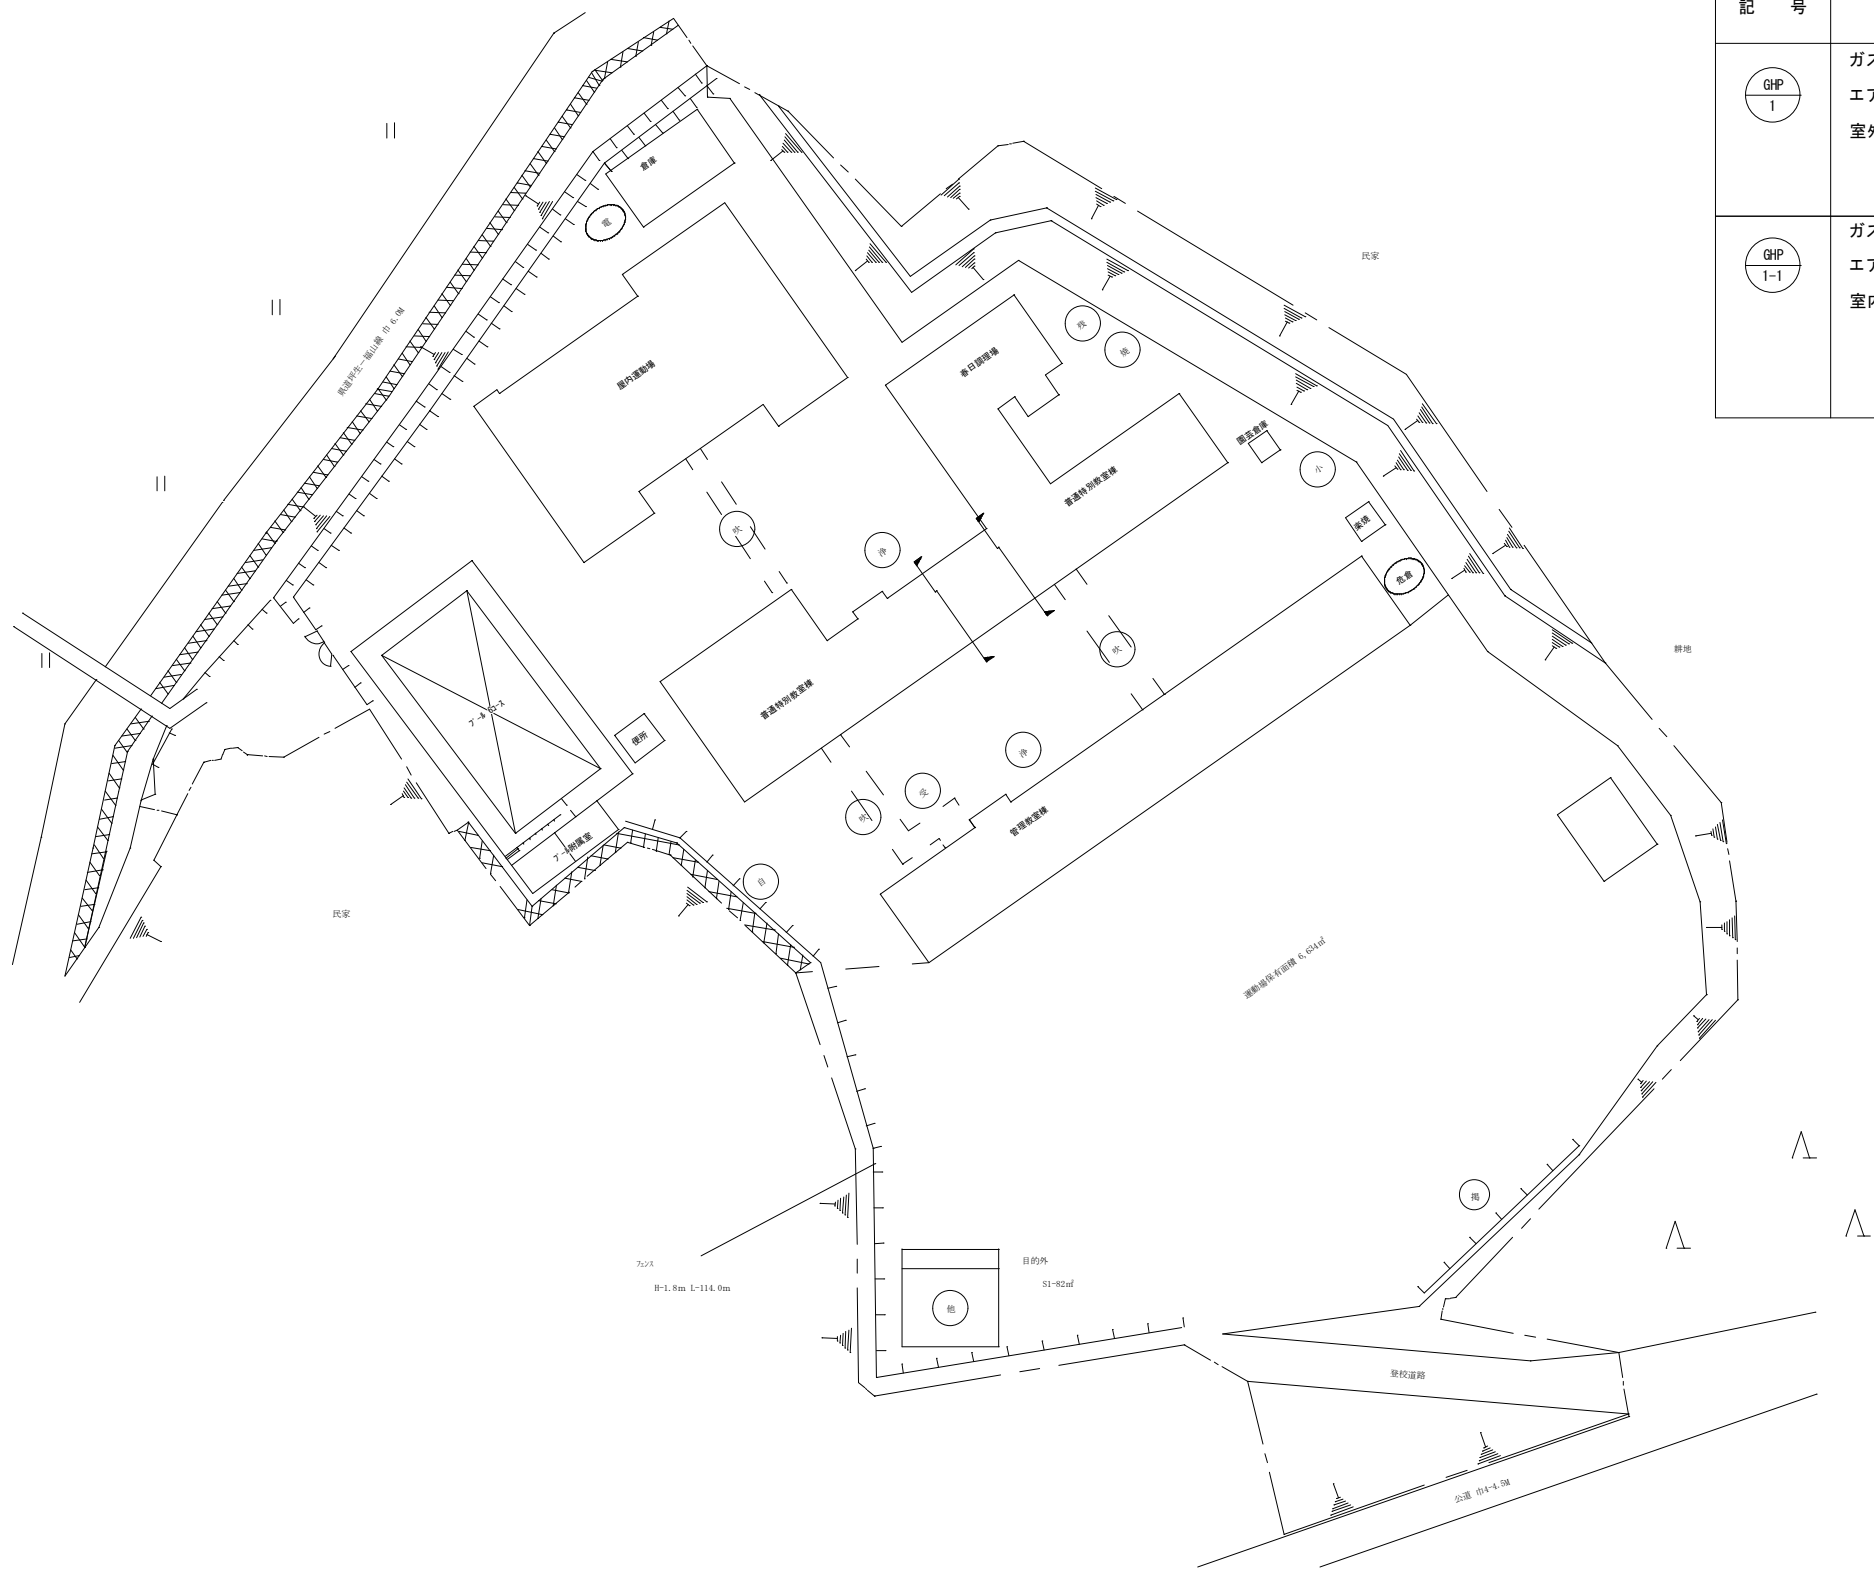 記 号
ガス
エア
室外
GHP
1
ガス
エア
室内
GHP
1-1
倉庫
電
民家
県道坪生-福山線 巾 6.0M
屋内運動場
春日調理場
残
焼
園芸倉庫
小
普通特別教室棟
楽焼
吹
浄
危倉
吹
耕地
普通特別教室棟
便所
浄
受
吹
管理教室棟
プール附属室
自
民家
運動場保有面積 6,634㎡
掲
フェンス
H-1.8m L-114.0m
目的外
S1-82㎡
他
登校道路
公道 巾4-4.5M